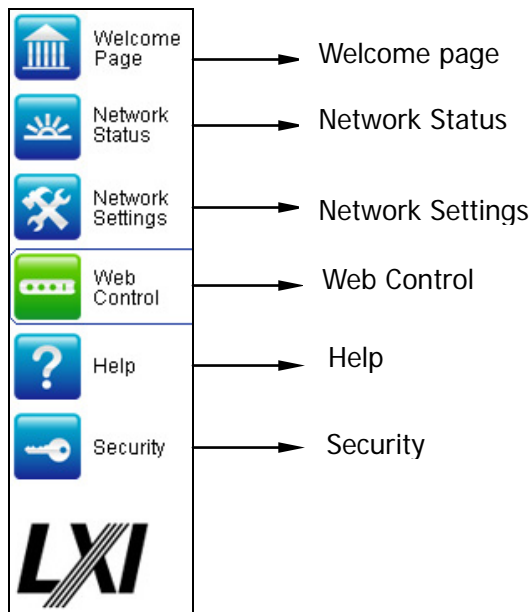 Welcome
Page
Welcome page
Network
Status
Network Status
Network
Settings
Network Settings
Web
Control
Web Control
? Help
Help
Security
Security
LXI